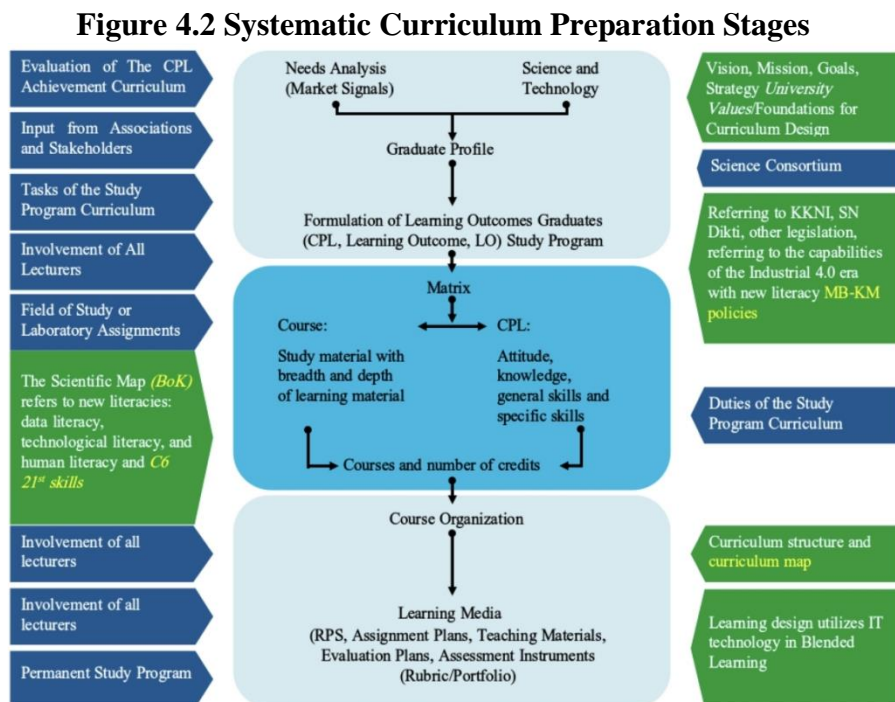 Figure 4.2 Systematic Curriculum Preparation Stages
Evaluation of The CPL
Achievement Curriculum
Input from Associations
and Stakeholders
Tasks of the Study
Program Curriculum
Involvement of All
Lecturers
Field of Study or
Laboratory Assignments
The Scientific Map (BoK)
refers to new literacies:
data literacy,
technological literacy, and
human literacy and C6
21st skills
Involvement of all
lecturers
Involvement of all
lecturers
Permanent Study Program
Needs Analysis
(Market Signals)
Science and
Technology
Graduate Profile
Formulation of Learning Outcomes Graduates
(CPL, Learning Outcome, LO) Study Program
Matrix
Course:
Study material with
breadth and depth
of learning material
CPL:
Attitude,
knowledge,
general skills and
specific skills
Courses and number of credits
Course Organization
Learning Media
(RPS, Assignment Plans, Teaching Materials,
Evaluation Plans, Assessment Instruments
(Rubric/Portfolio)
Vision, Mission, Goals,
Strategy University
Values/Foundations for
Curriculum Design
Science Consortium
Referring to KKNI, SN
Dikti, other legislation,
referring to the capabilities
of the Industrial 4.0 era
with new literacy MB-KM
policies
Duties of the Study
Program Curriculum
Curriculum structure and
curriculum map
Learning design utilizes IT
technology in Blended
Learning